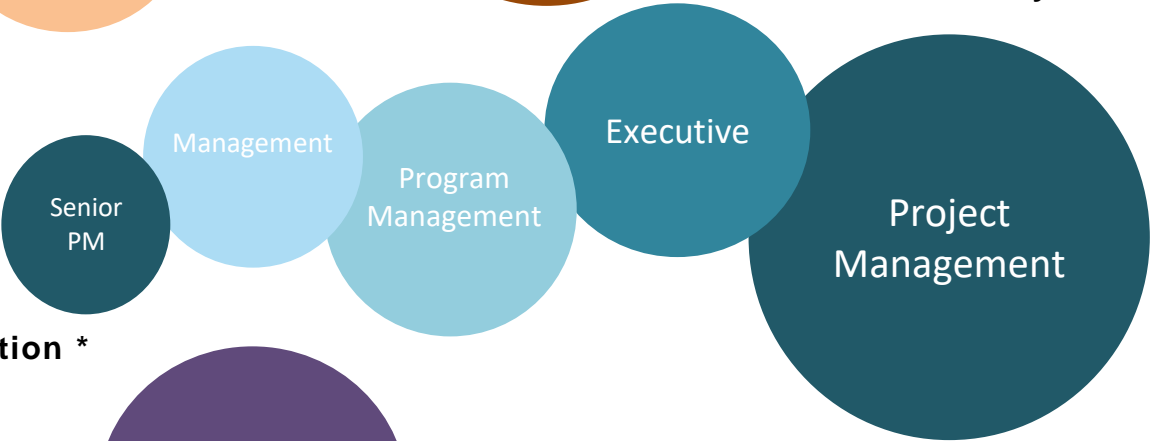 Management
Executive
Program
Management
Senior
PM
Project
Management
tion *